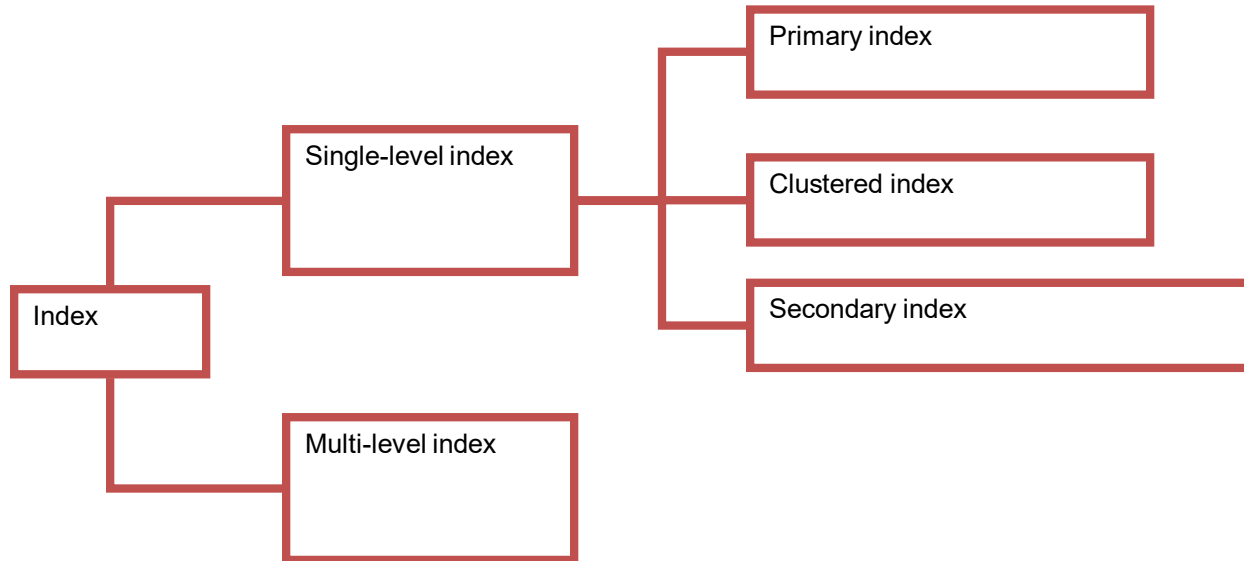 Primary index
Single-level index
Clustered index
Index
Secondary index
Multi-level index